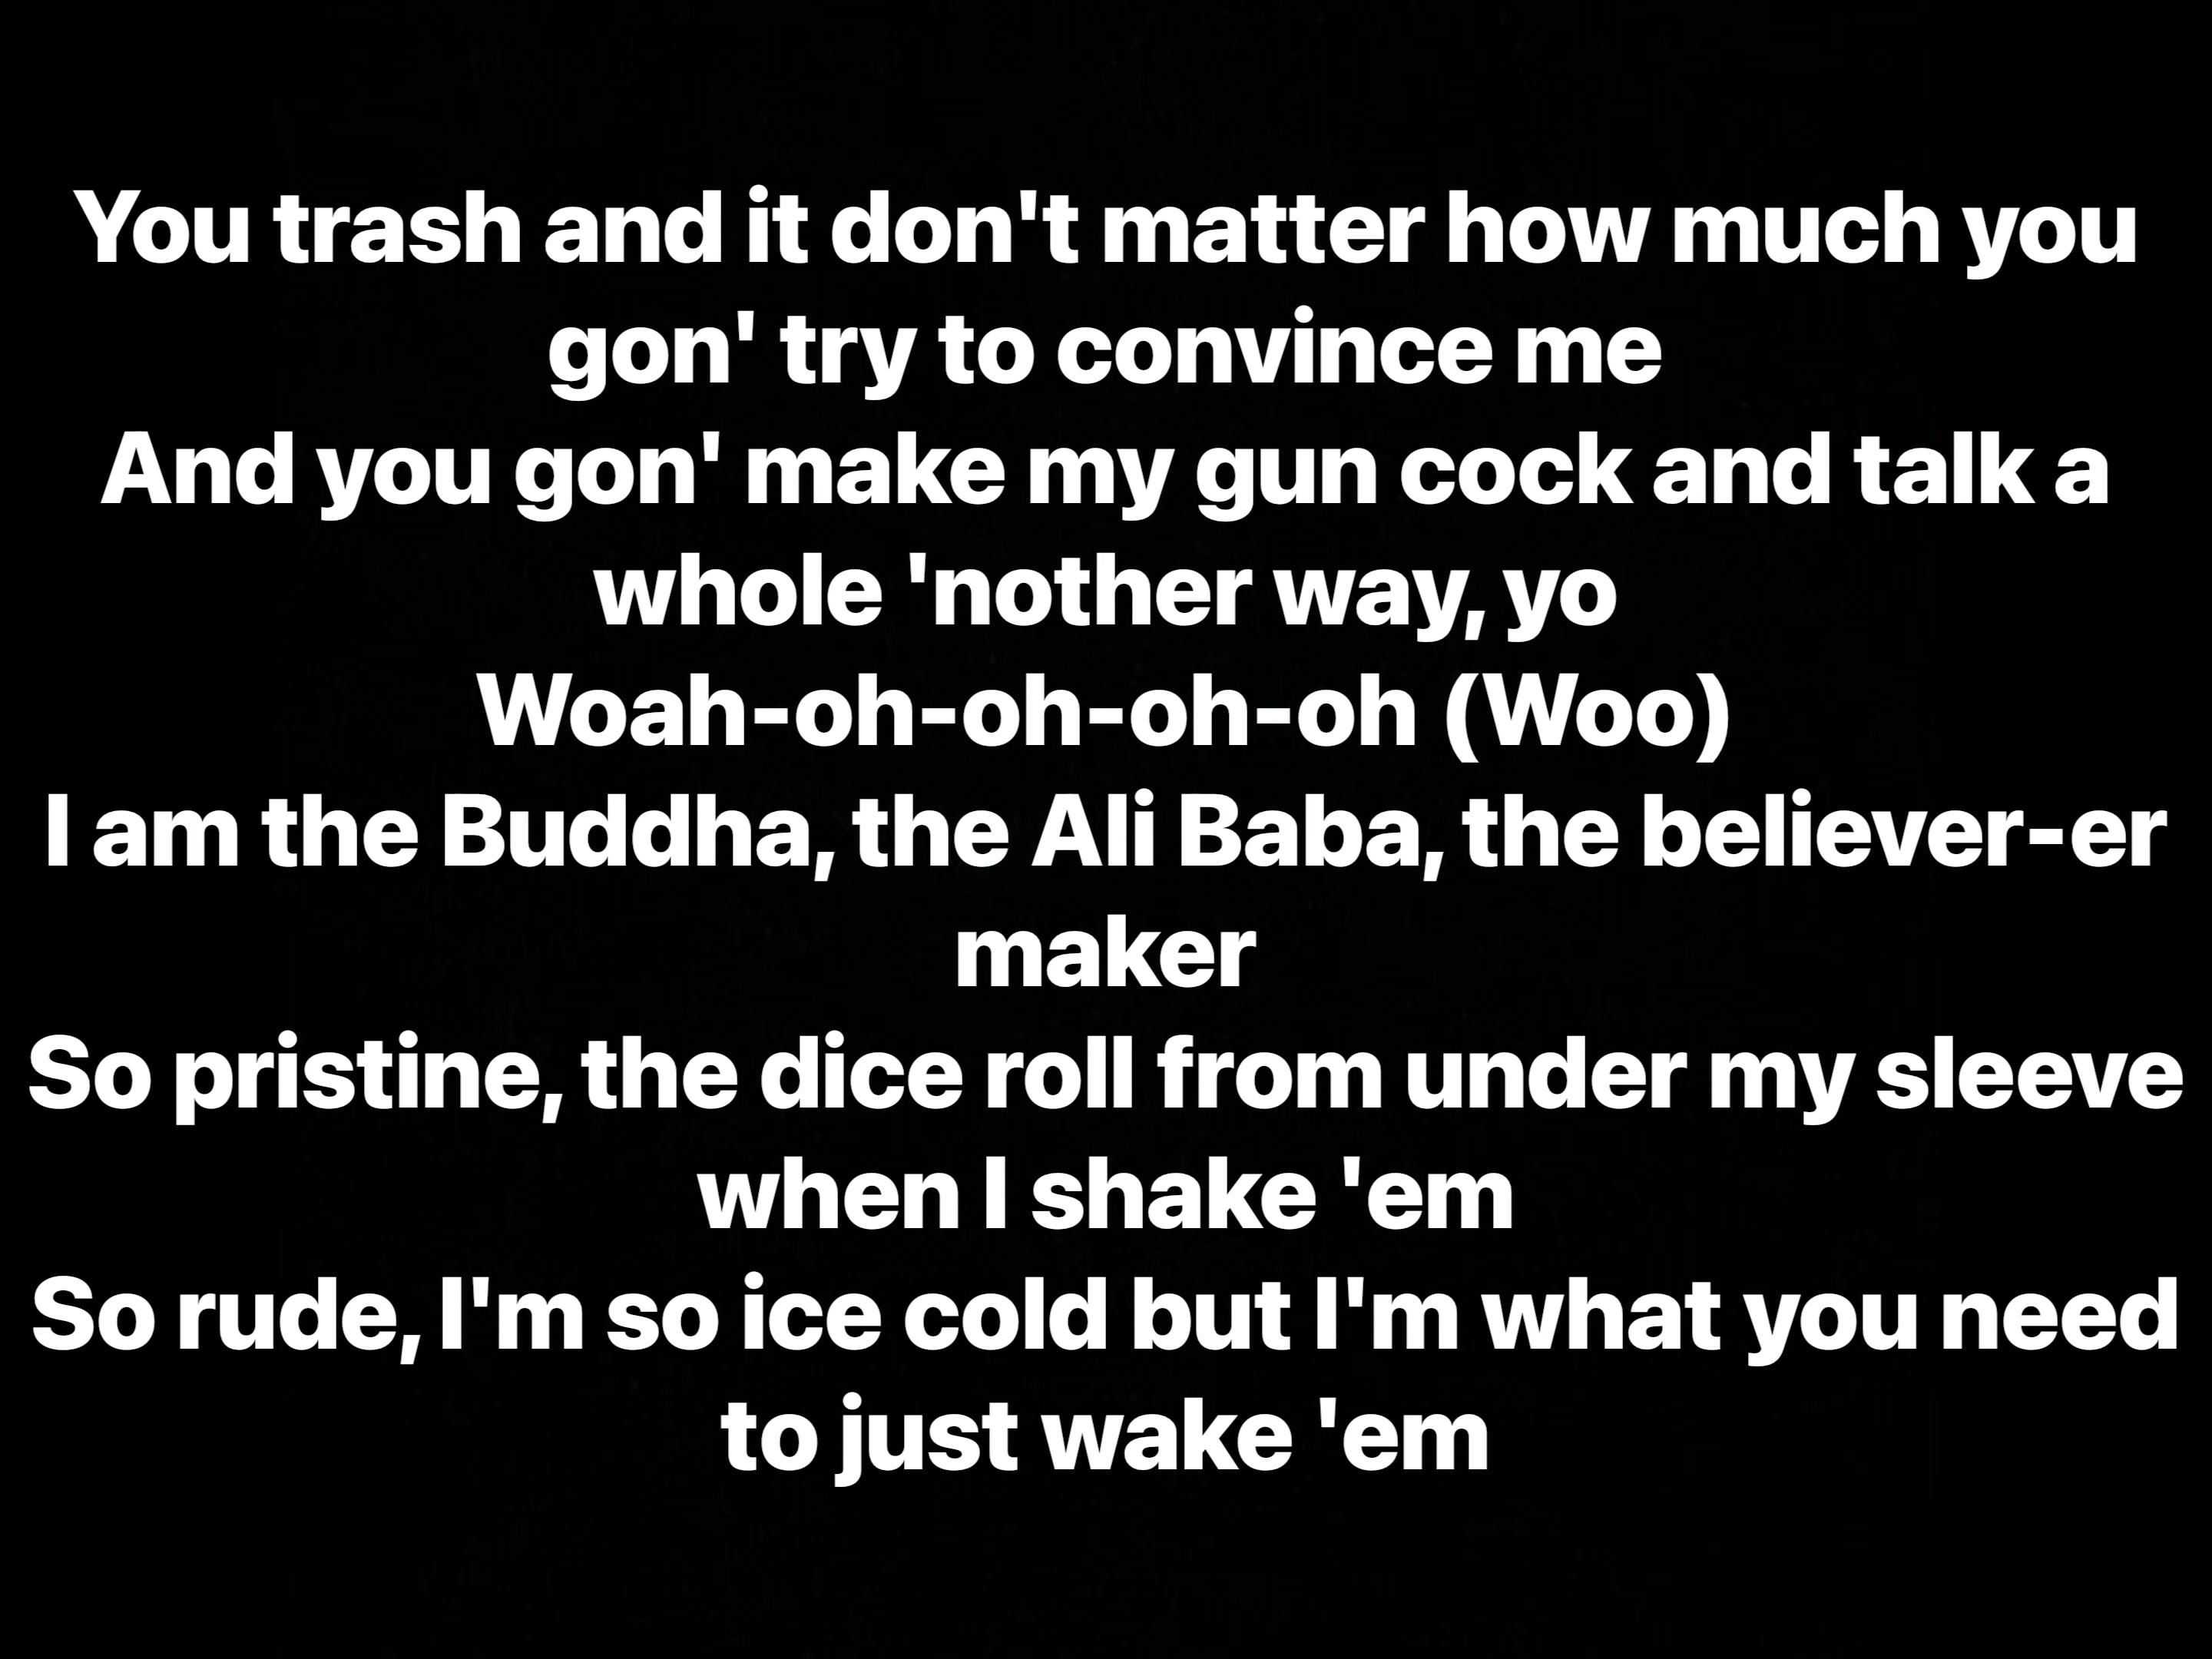 You trash and it don't matter how much you
gon' try to convince me
And you gon' make my gun cock and talk a
whole 'nother way, yo
Woah-oh-oh-oh-oh (Woo)
I am the Buddha, the Ali Baba, the believer-er
maker
So pristine, the dice roll from under my sleeve
when I shake 'em
So rude, I'm so ice cold but I'm what you need
to just wake 'em